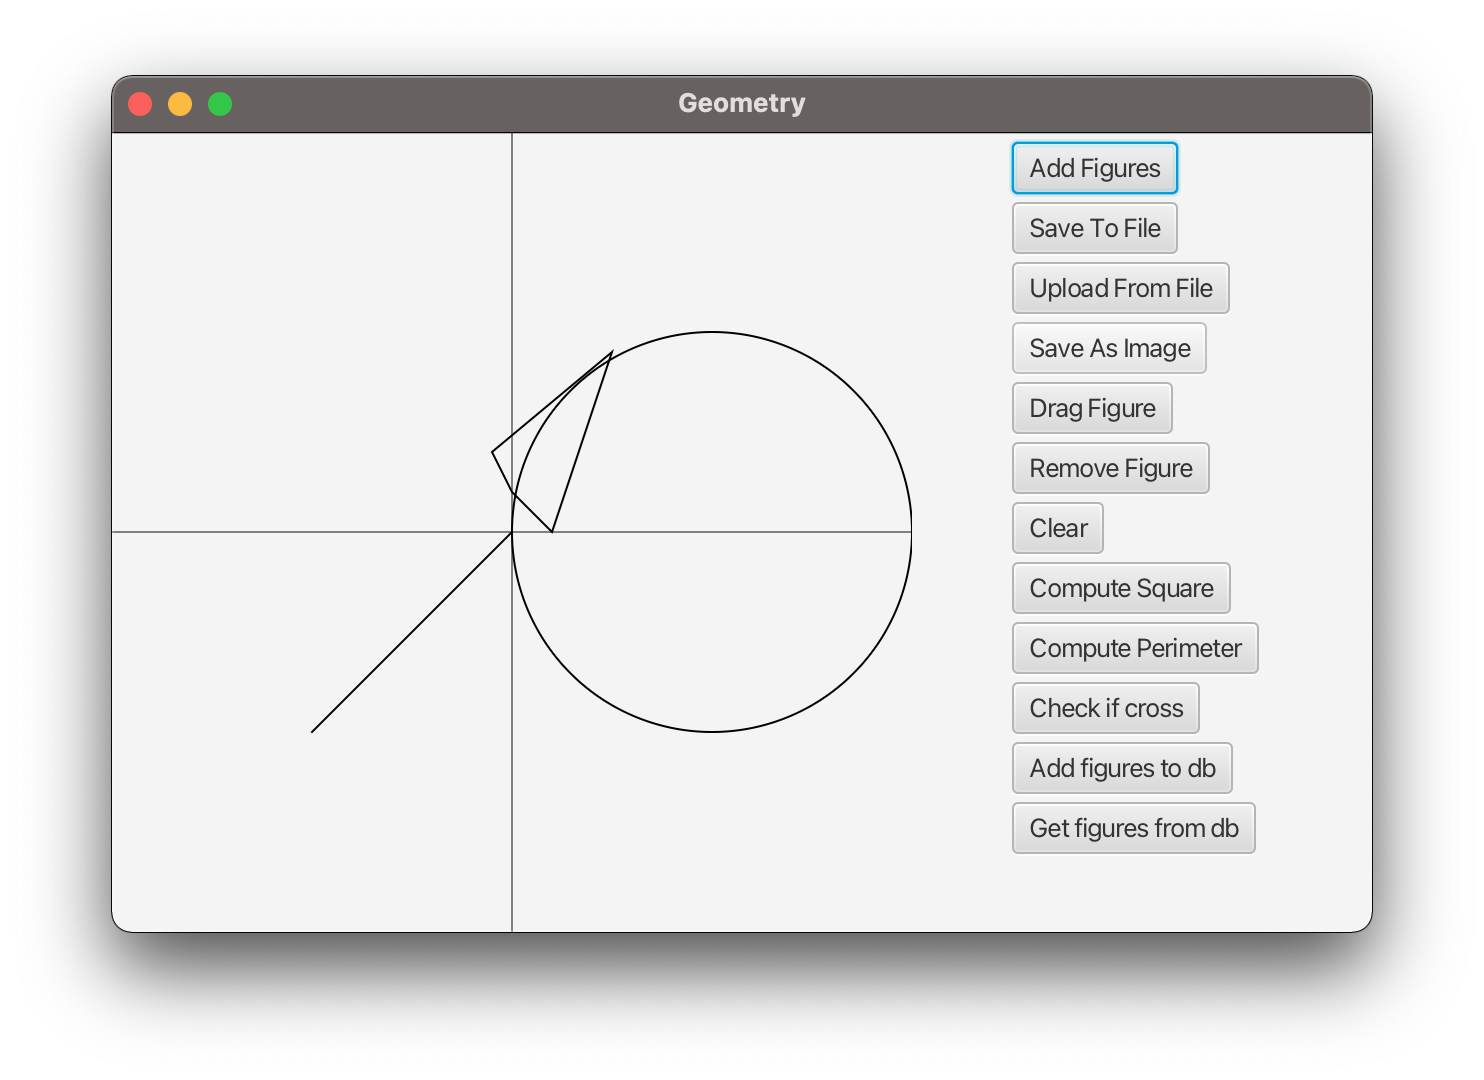 Geometry
Add Figures
Save To File
Upload From File
Save As Image
Drag Figure
Remove Figure
Clear
Compute Square
Compute Perimeter
Check if cross
Add figures to db
Get figures from db